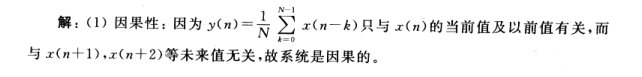 解：(1) 因果性：因为 y(n)=\frac{1}{N}\sum_{k=0}^{N-1} x(n-k)只与 x(n)的当前值及以前值有关,而
与 x(n+1),x(n+2)等未来值无关,故系统是因果的。